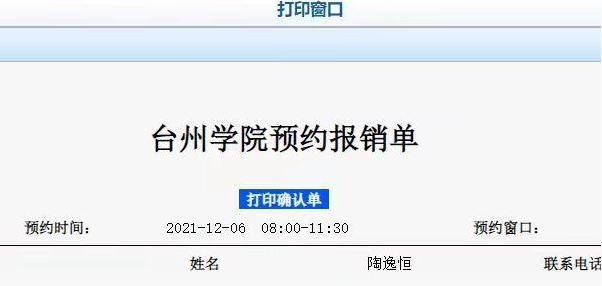 打印窗口
台州学院预约报销单
打印确认单
预约时间： 2021-12-06 08:00-11:30 预约窗口：
姓名 陶逸恒 联系电话